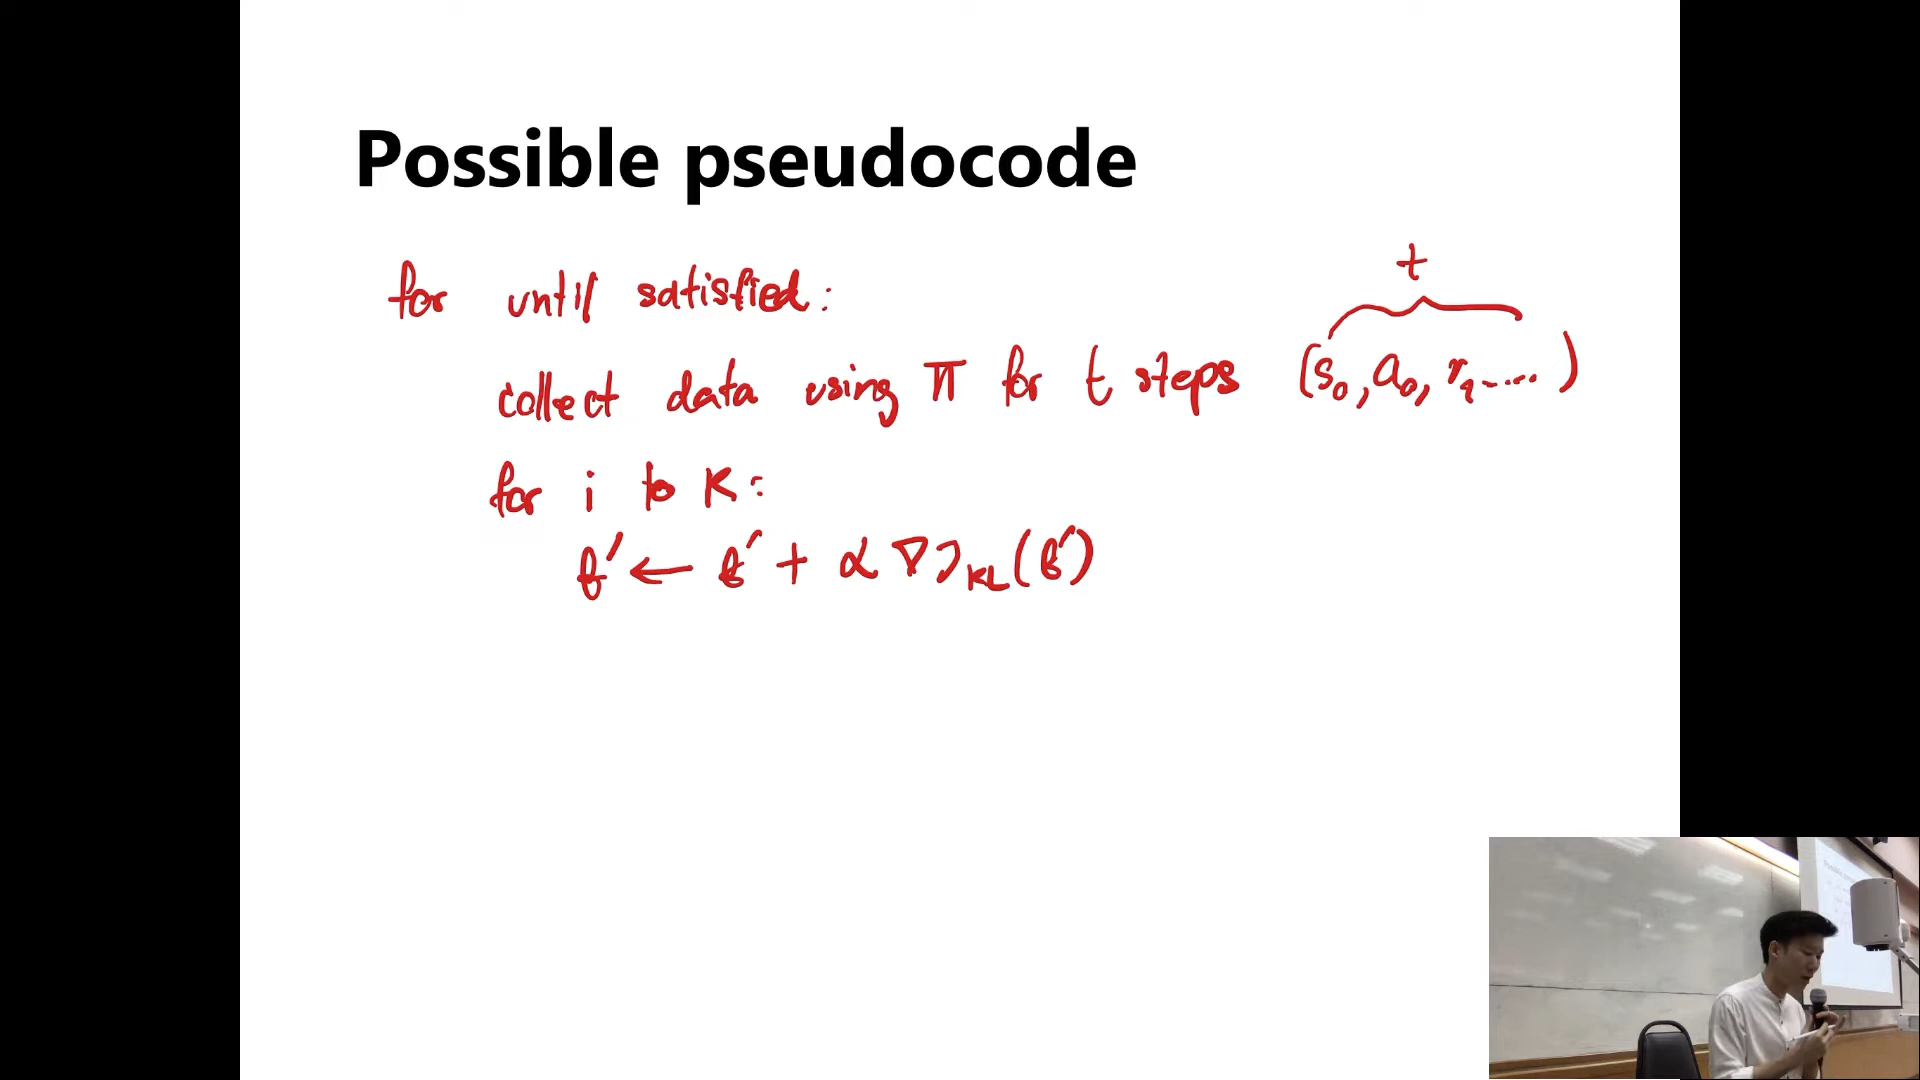 Possible pseudocode
for until satisfied:
t
collect data using π for t steps (s₀, a₀, r₁, ....)
for i to K:
θ' ← θ' + α ∇J_KL(θ')